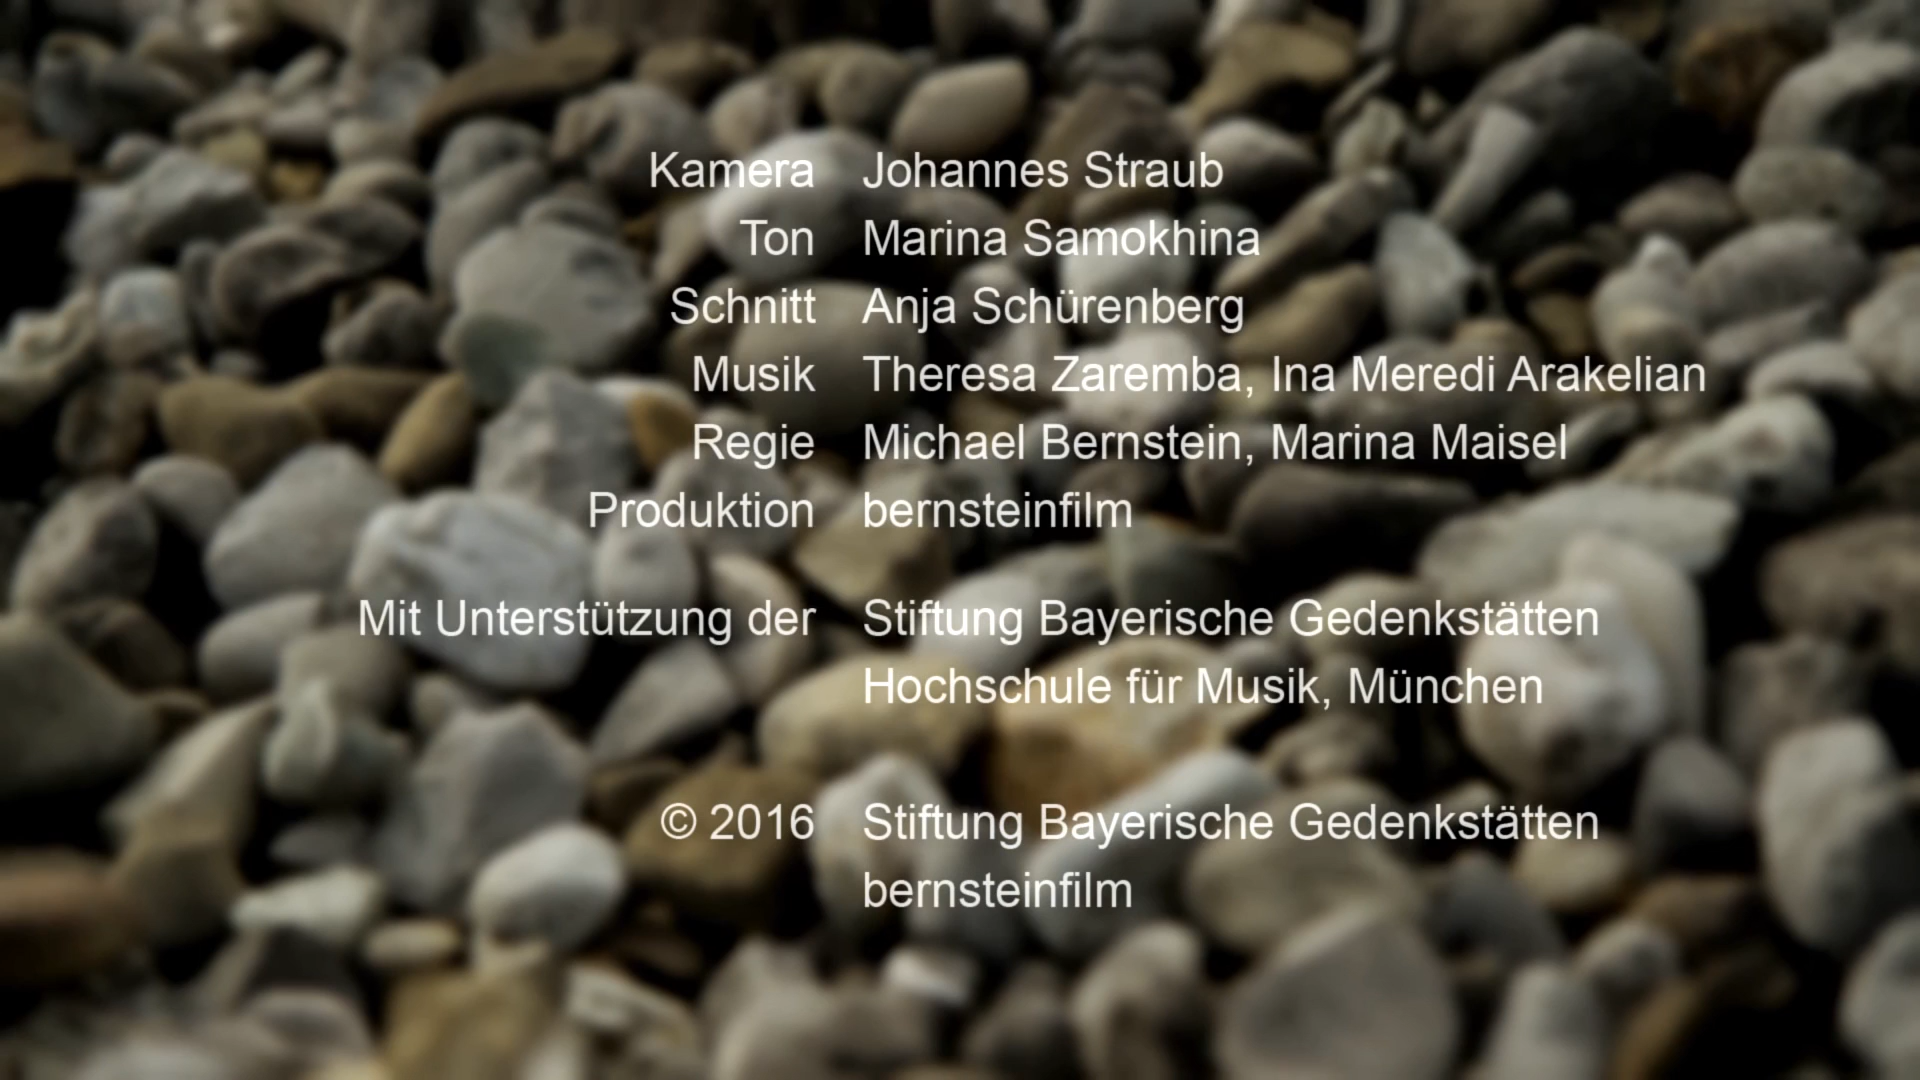 Kamera Johannes Straub
Ton Marina Samokhina
Schnitt Anja Schürenberg
Musik Theresa Zaremba, Ina Meredi Arakelian
Regie Michael Bernstein, Marina Maisel
Produktion bernsteinfilm
Mit Unterstützung der Stiftung Bayerische Gedenkstätten
Hochschule für Musik, München
© 2016 Stiftung Bayerische Gedenkstätten
bernsteinfilm